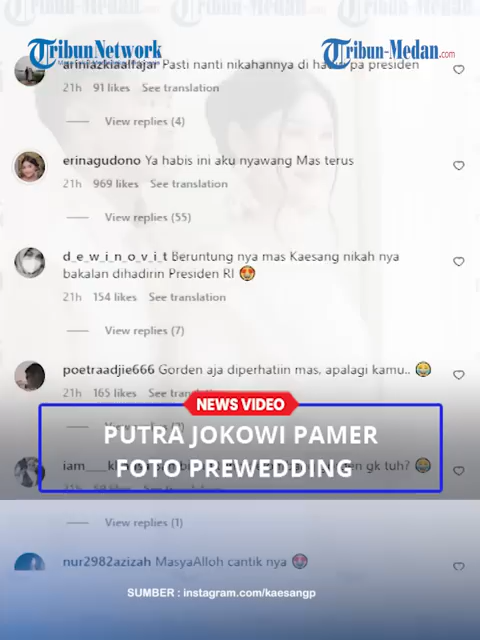 Tribun Network
Tribun-Medan.com
ariniazkiaalfajar Pasti nanti nikahannya di hadiri pa presiden
21h 91 likes See translation
View replies (4)
erinagudono Ya habis ini aku nyawang Mas terus
21h 969 likes See translation
View replies (55)
d_e_w_i_n_o_v_i_t Beruntung nya mas Kaesang nikah nya
bakalan dihadirin Presiden RI 😍
21h 154 likes See translation
View replies (7)
poetraadjie666 Gorden aja diperhatiin mas, apalagi kamu.. 😂
21h 165 likes See
NEWS VIDEO
PUTRA JOKOWI PAMER
FOTO PREWEDDING
gk tuh? 😂
View replies (1)
nur2982azizah MasyaAlloh cantik nya 😍
SUMBER : instagram.com/kaesangp